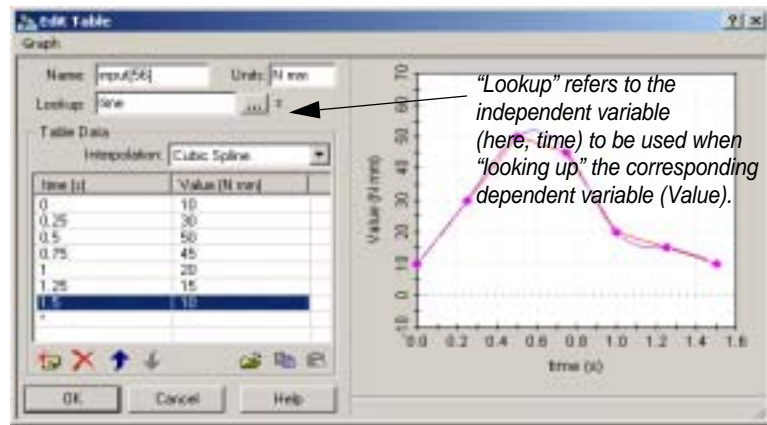 Edit Table
Graph
Name: input[56] Units: N mm
Lookup: time ... s
Table Data
Interpolation: Cubic Spline
time (s) Value (N mm)
0 10
0.25 30
0.5 50
0.75 45
1 20
1.25 15
1.5 10
*
OK Cancel Help
"Lookup" refers to the
independent variable
(here, time) to be used when
"looking up" the corresponding
dependent variable (Value).
Value (N mm)
70
60
50
40
30
20
10
0
-10
0.0 0.2 0.4 0.6 0.8 1.0 1.2 1.4 1.6
time (s)